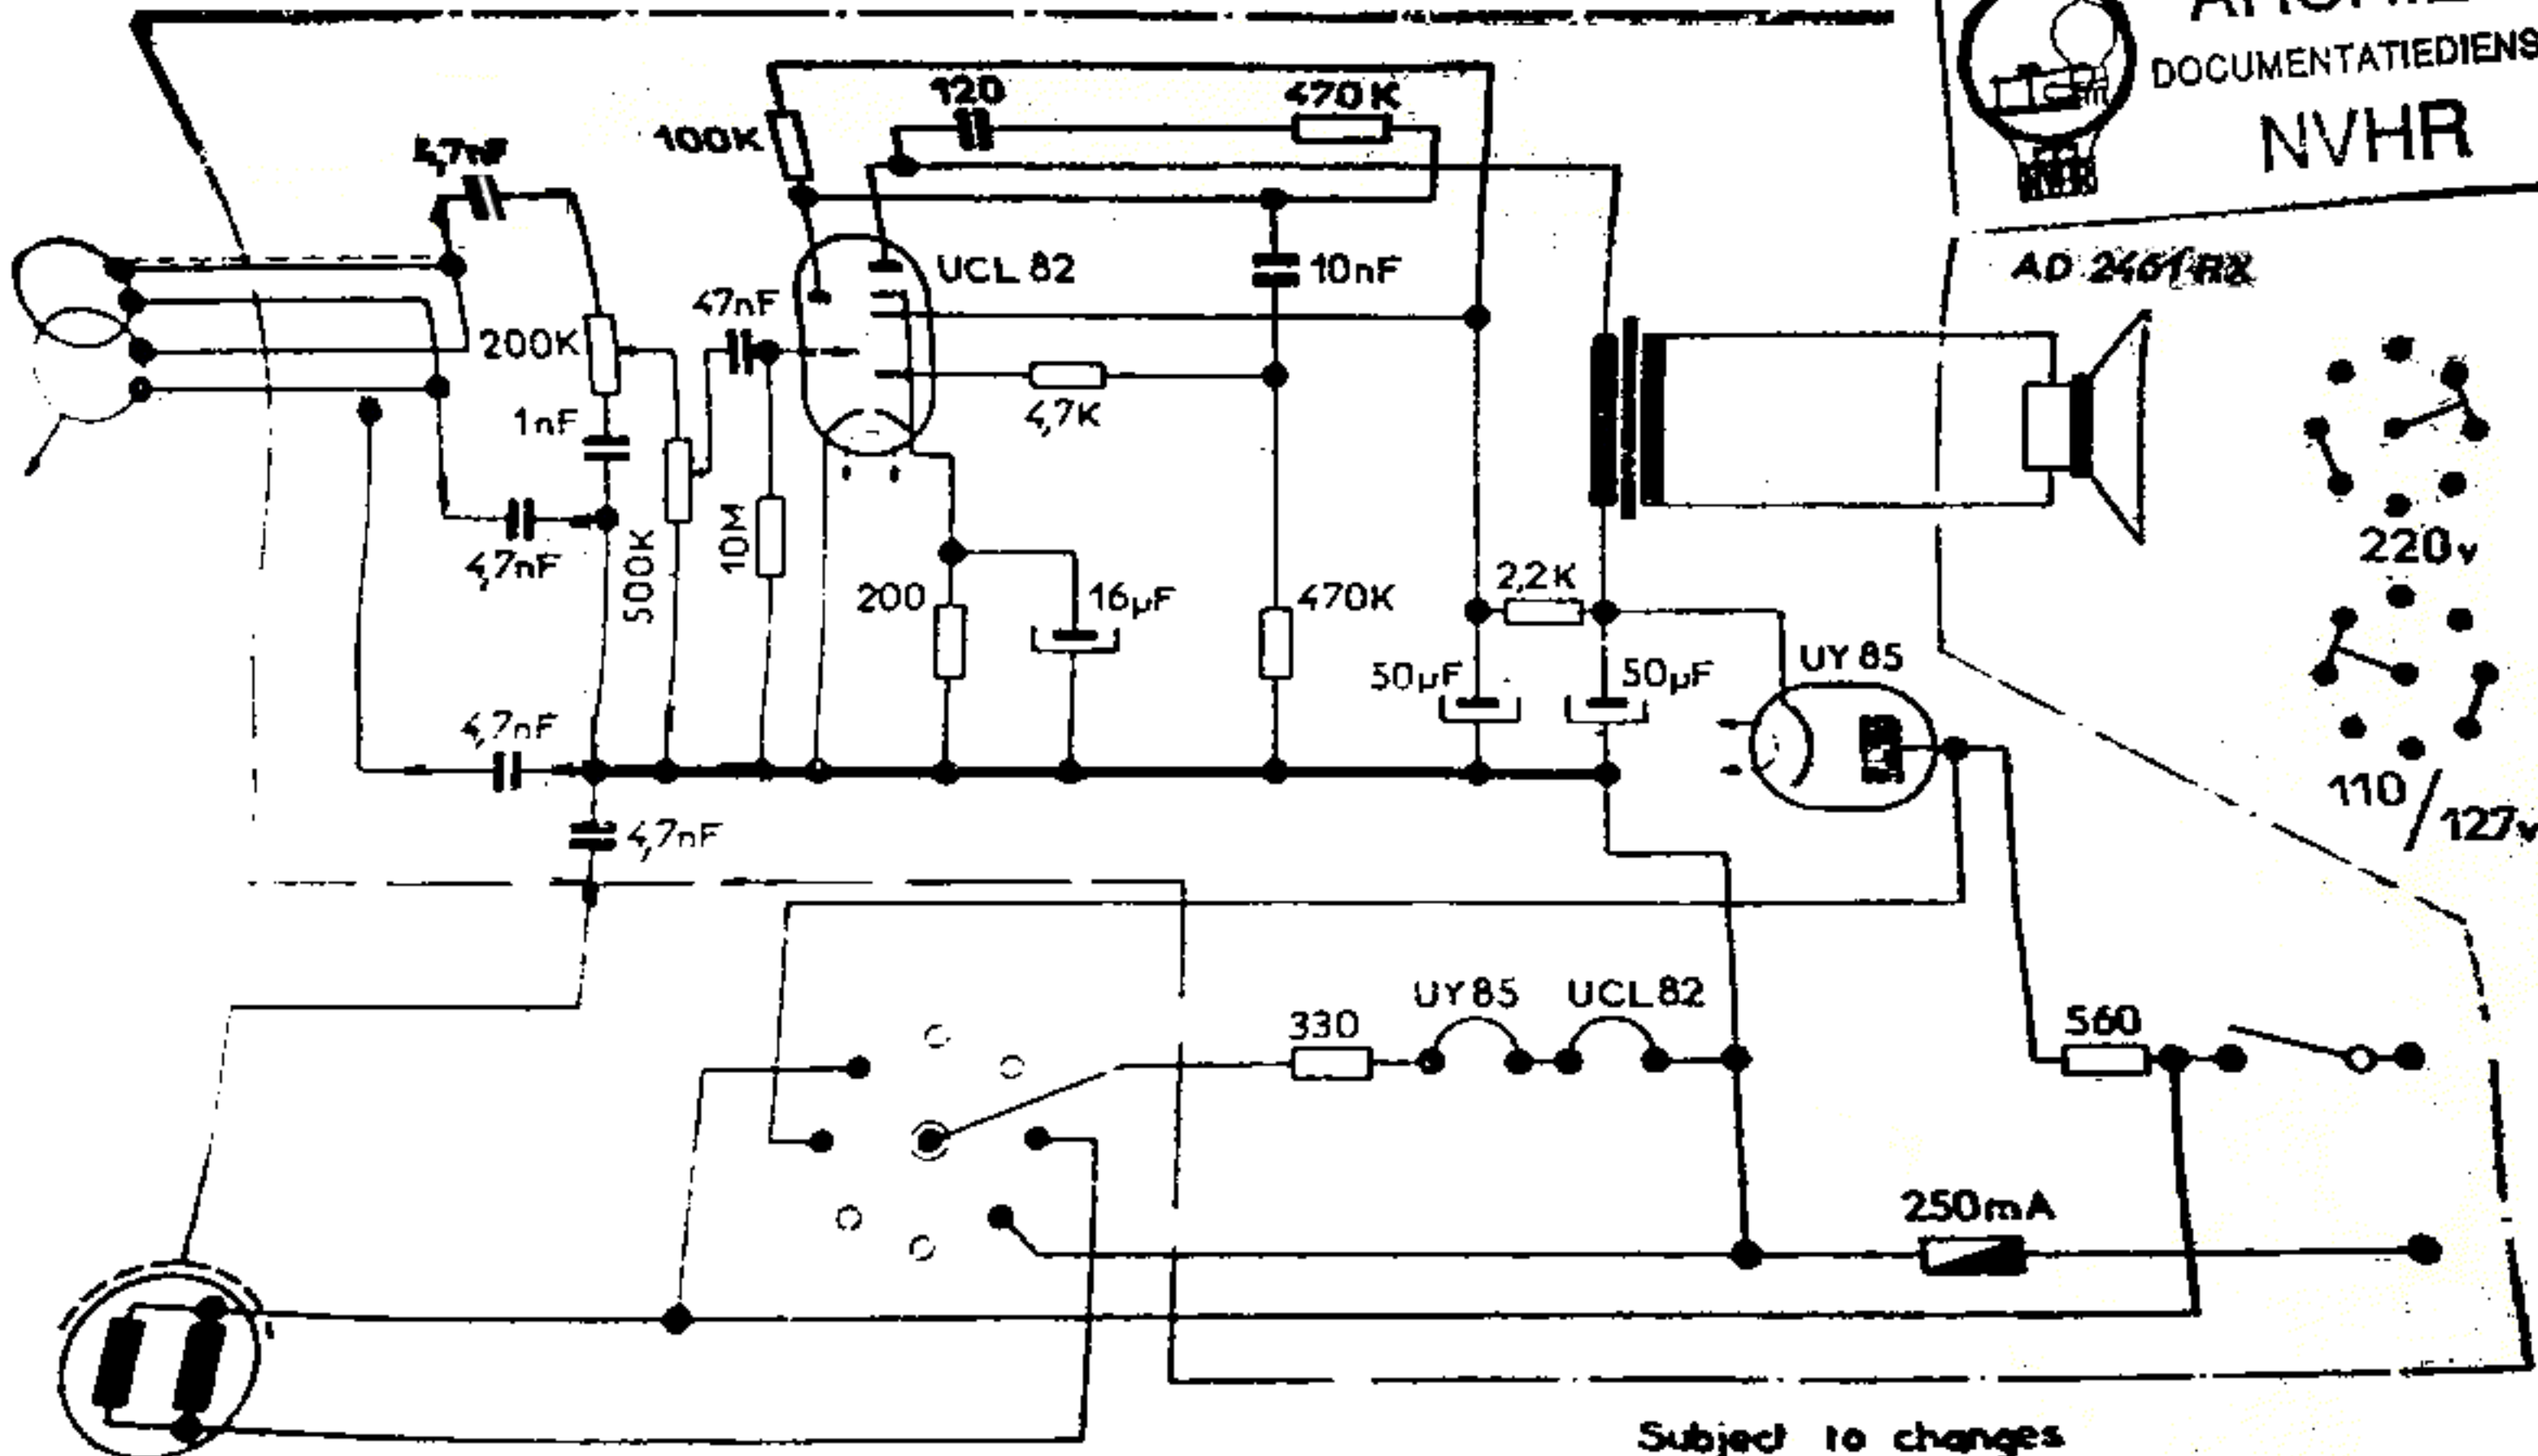 DOCUMENTATIEDIENS
NVHR
120
470K
100K
UCL 82
47nF
10nF
200K
1nF
4,7K
4,7nF
500K
10M
200
16µF
470K
2,2K
50µF
50µF
UY 85
220v
110/127v
4,7nF
4,7nF
UY85
UCL82
330
560
250mA
Subject to changes